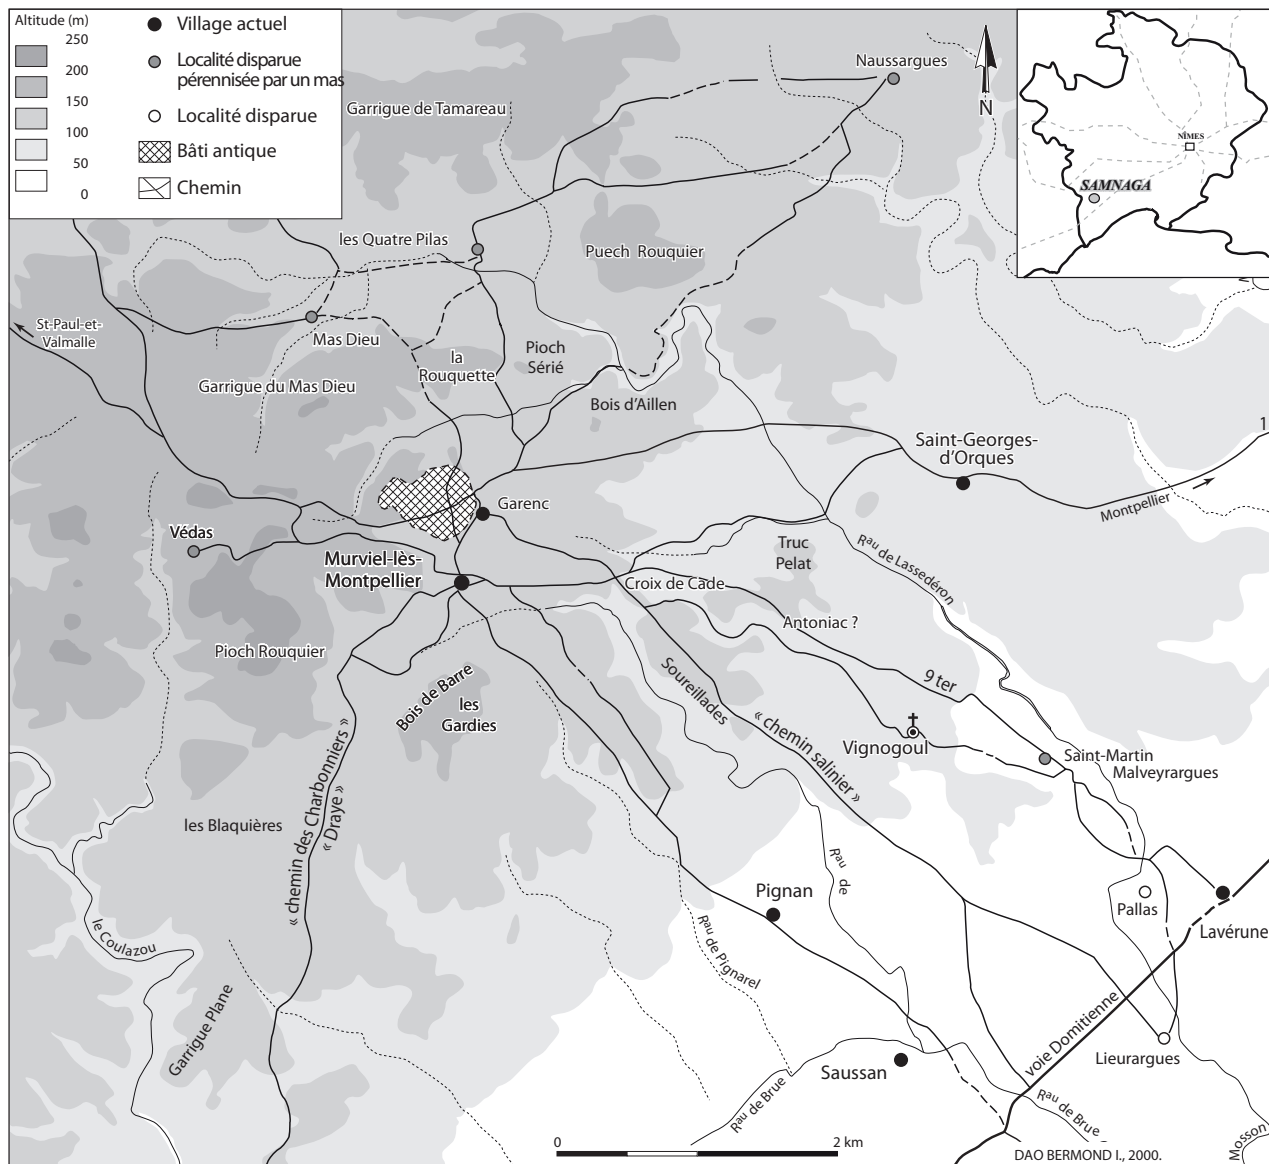 Altitude (m)
250
200
150
100
50
0
Village actuel
Localité disparue
pérennisée par un mas
Localité disparue
Bâti antique
Chemin
Naussargues
N
NÎMES
SAMNAGA
Garrigue de Tamareau
les Quatre Pilas
Puech Rouquier
St-Paul-et-
Valmalle
Mas Dieu
la
Rouquette
Pioch
Sérié
Garrigue du Mas Dieu
Bois d'Aillen
Saint-Georges-
d'Orques
1
Montpellier
Garenc
Védas
Murviel-lès-
Montpellier
Truc
Pelat
Rau de Lassedéron
Croix de Cade
Antoniac ?
Pioch Rouquier
Bois de Barre
les
Gardies
Soureillades
9 ter
« chemin salinier »
Vignogoul
Saint-Martin
Malveyrargues
« chemin des Charbonniers »
« Draye »
les Blaquières
Rau de
Pignan
Pallas
Lavérune
le Coulazou
Rau de Pignarel
Garrigue Plane
voie Domitienne
Lieurargues
Saussan
Rau de Brue
Rau de Brue
Mosson
0
2 km
DAO BERMOND I., 2000.